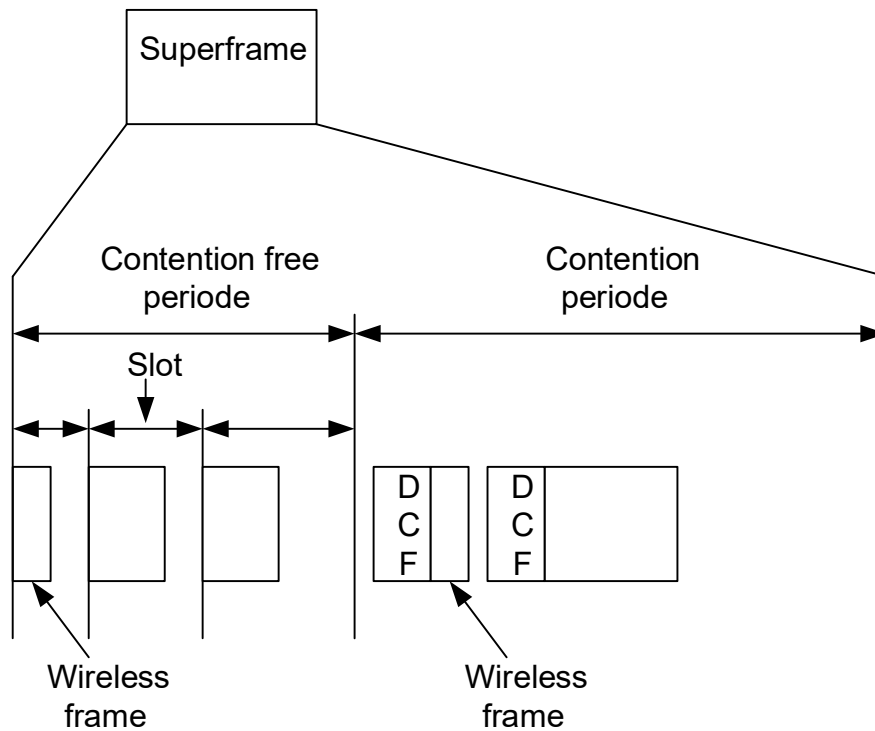 Superframe
Contention free
periode
Contention
periode
Slot
D
C
F
D
C
F
Wireless
frame
Wireless
frame